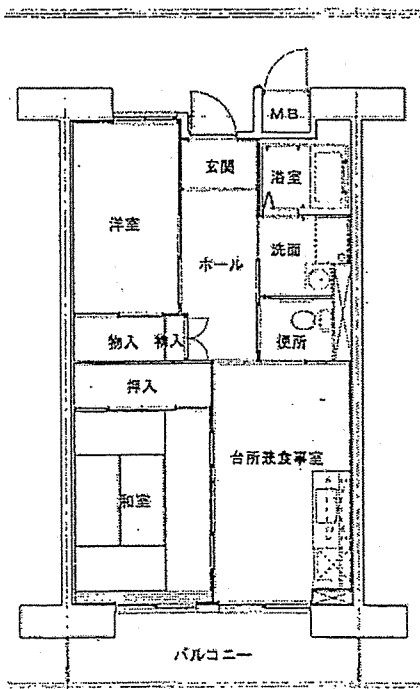 M.B.
玄関
浴室
洋室
ホール
洗面
物入
物入
便所
押入
台所兼食事室
和室
バルコニー